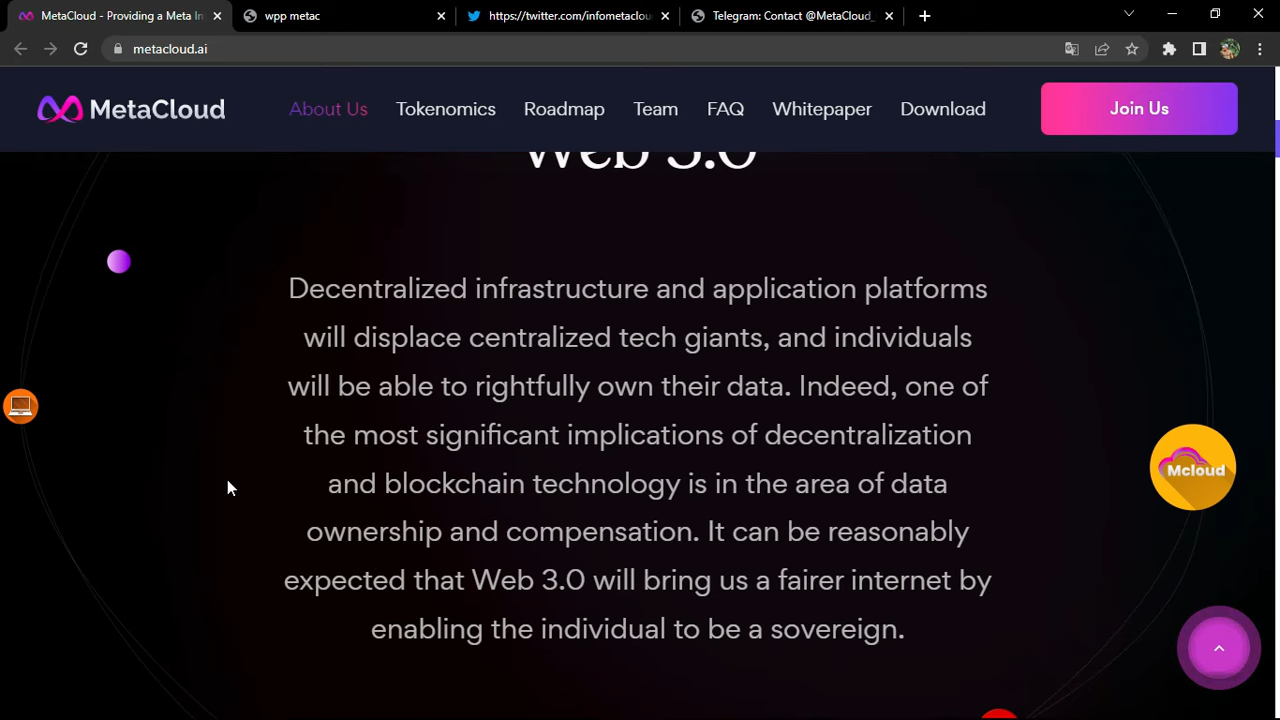 MetaCloud - Providing a Meta In
wpp metac
https://twitter.com/infometaclou
Telegram: Contact @MetaCloud_
metacloud.ai
MetaCloud
About Us
Tokenomics
Roadmap
Team
FAQ
Whitepaper
Download
Join Us
Web 3.0
Decentralized infrastructure and application platforms
will displace centralized tech giants, and individuals
will be able to rightfully own their data. Indeed, one of
the most significant implications of decentralization
and blockchain technology is in the area of data
ownership and compensation. It can be reasonably
expected that Web 3.0 will bring us a fairer internet by
enabling the individual to be a sovereign.
Mcloud